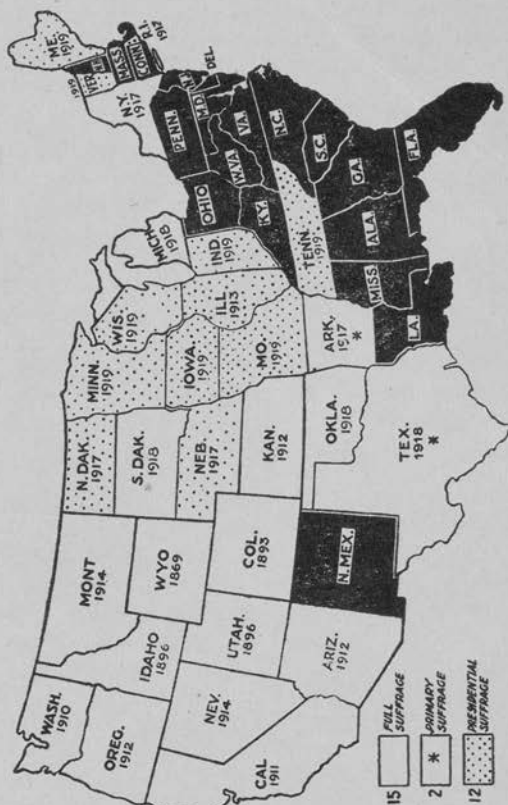 WASH.
1910
OREG.
1912
CAL
1911
NEV.
1914
IDAHO
1896
MONT
1914
WYO
1869
UTAH.
1896
ARIZ.
1912
COL.
1893
N.MEX.
N.DAK.
1917
S.DAK.
1918
NEB.
1917
KAN.
1912
OKLA.
1918
TEX.
1918
*
MINN.
1919
IOWA.
1919
MO.
1919
ARK.
1917
*
LA.
WIS.
1919
ILL
1913
MICH.
1918
IND.
1919
OHIO
KY.
TENN.
1919
MISS.
ALA.
GA.
FLA.
S.C.
N.C.
VA.
W.VA.
M.D.
DEL.
PENN.
N.Y.
1917
VER.
1919
ME.
1919
MASS
CONN.
R.I.
1917
15 FULL
SUFFRAGE
2 * PRIMARY
SUFFRAGE
12 PRESIDENTIAL
SUFFRAGE